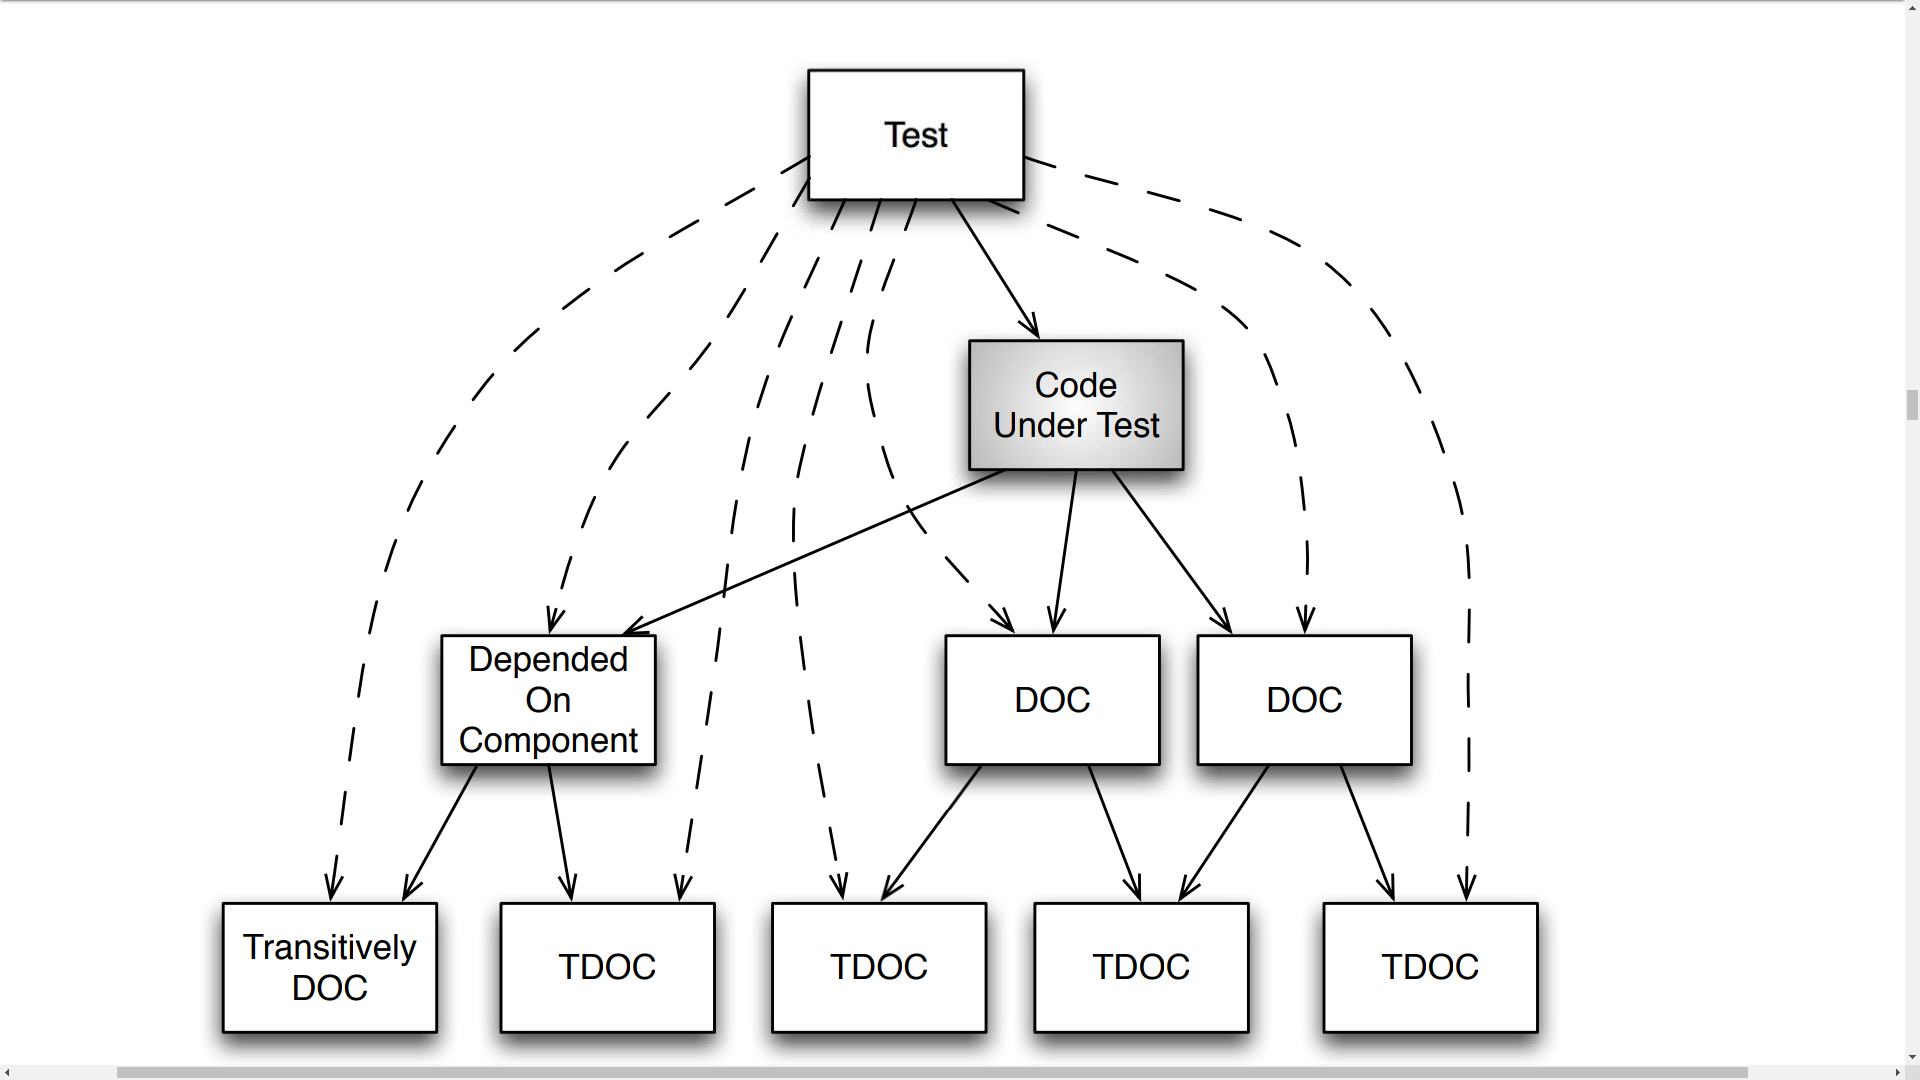 Test
Code
Under Test
Depended
On
Component
DOC
DOC
Transitively
DOC
TDOC
TDOC
TDOC
TDOC